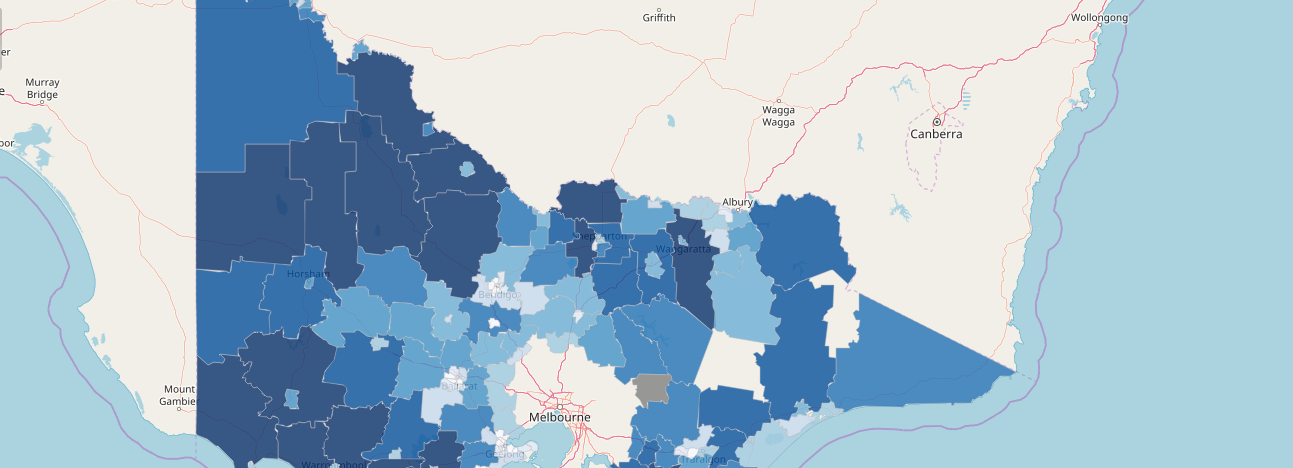 Griffith
Wollongong
er
Murray
Bridge
e
Wagga
Wagga
Canberra
bor
Albury
Shepparton
Wangaratta
Horsham
Bendigo
Ballarat
Mount
Gambier
Melbourne
Geelong
Traralgon
Warrnambool